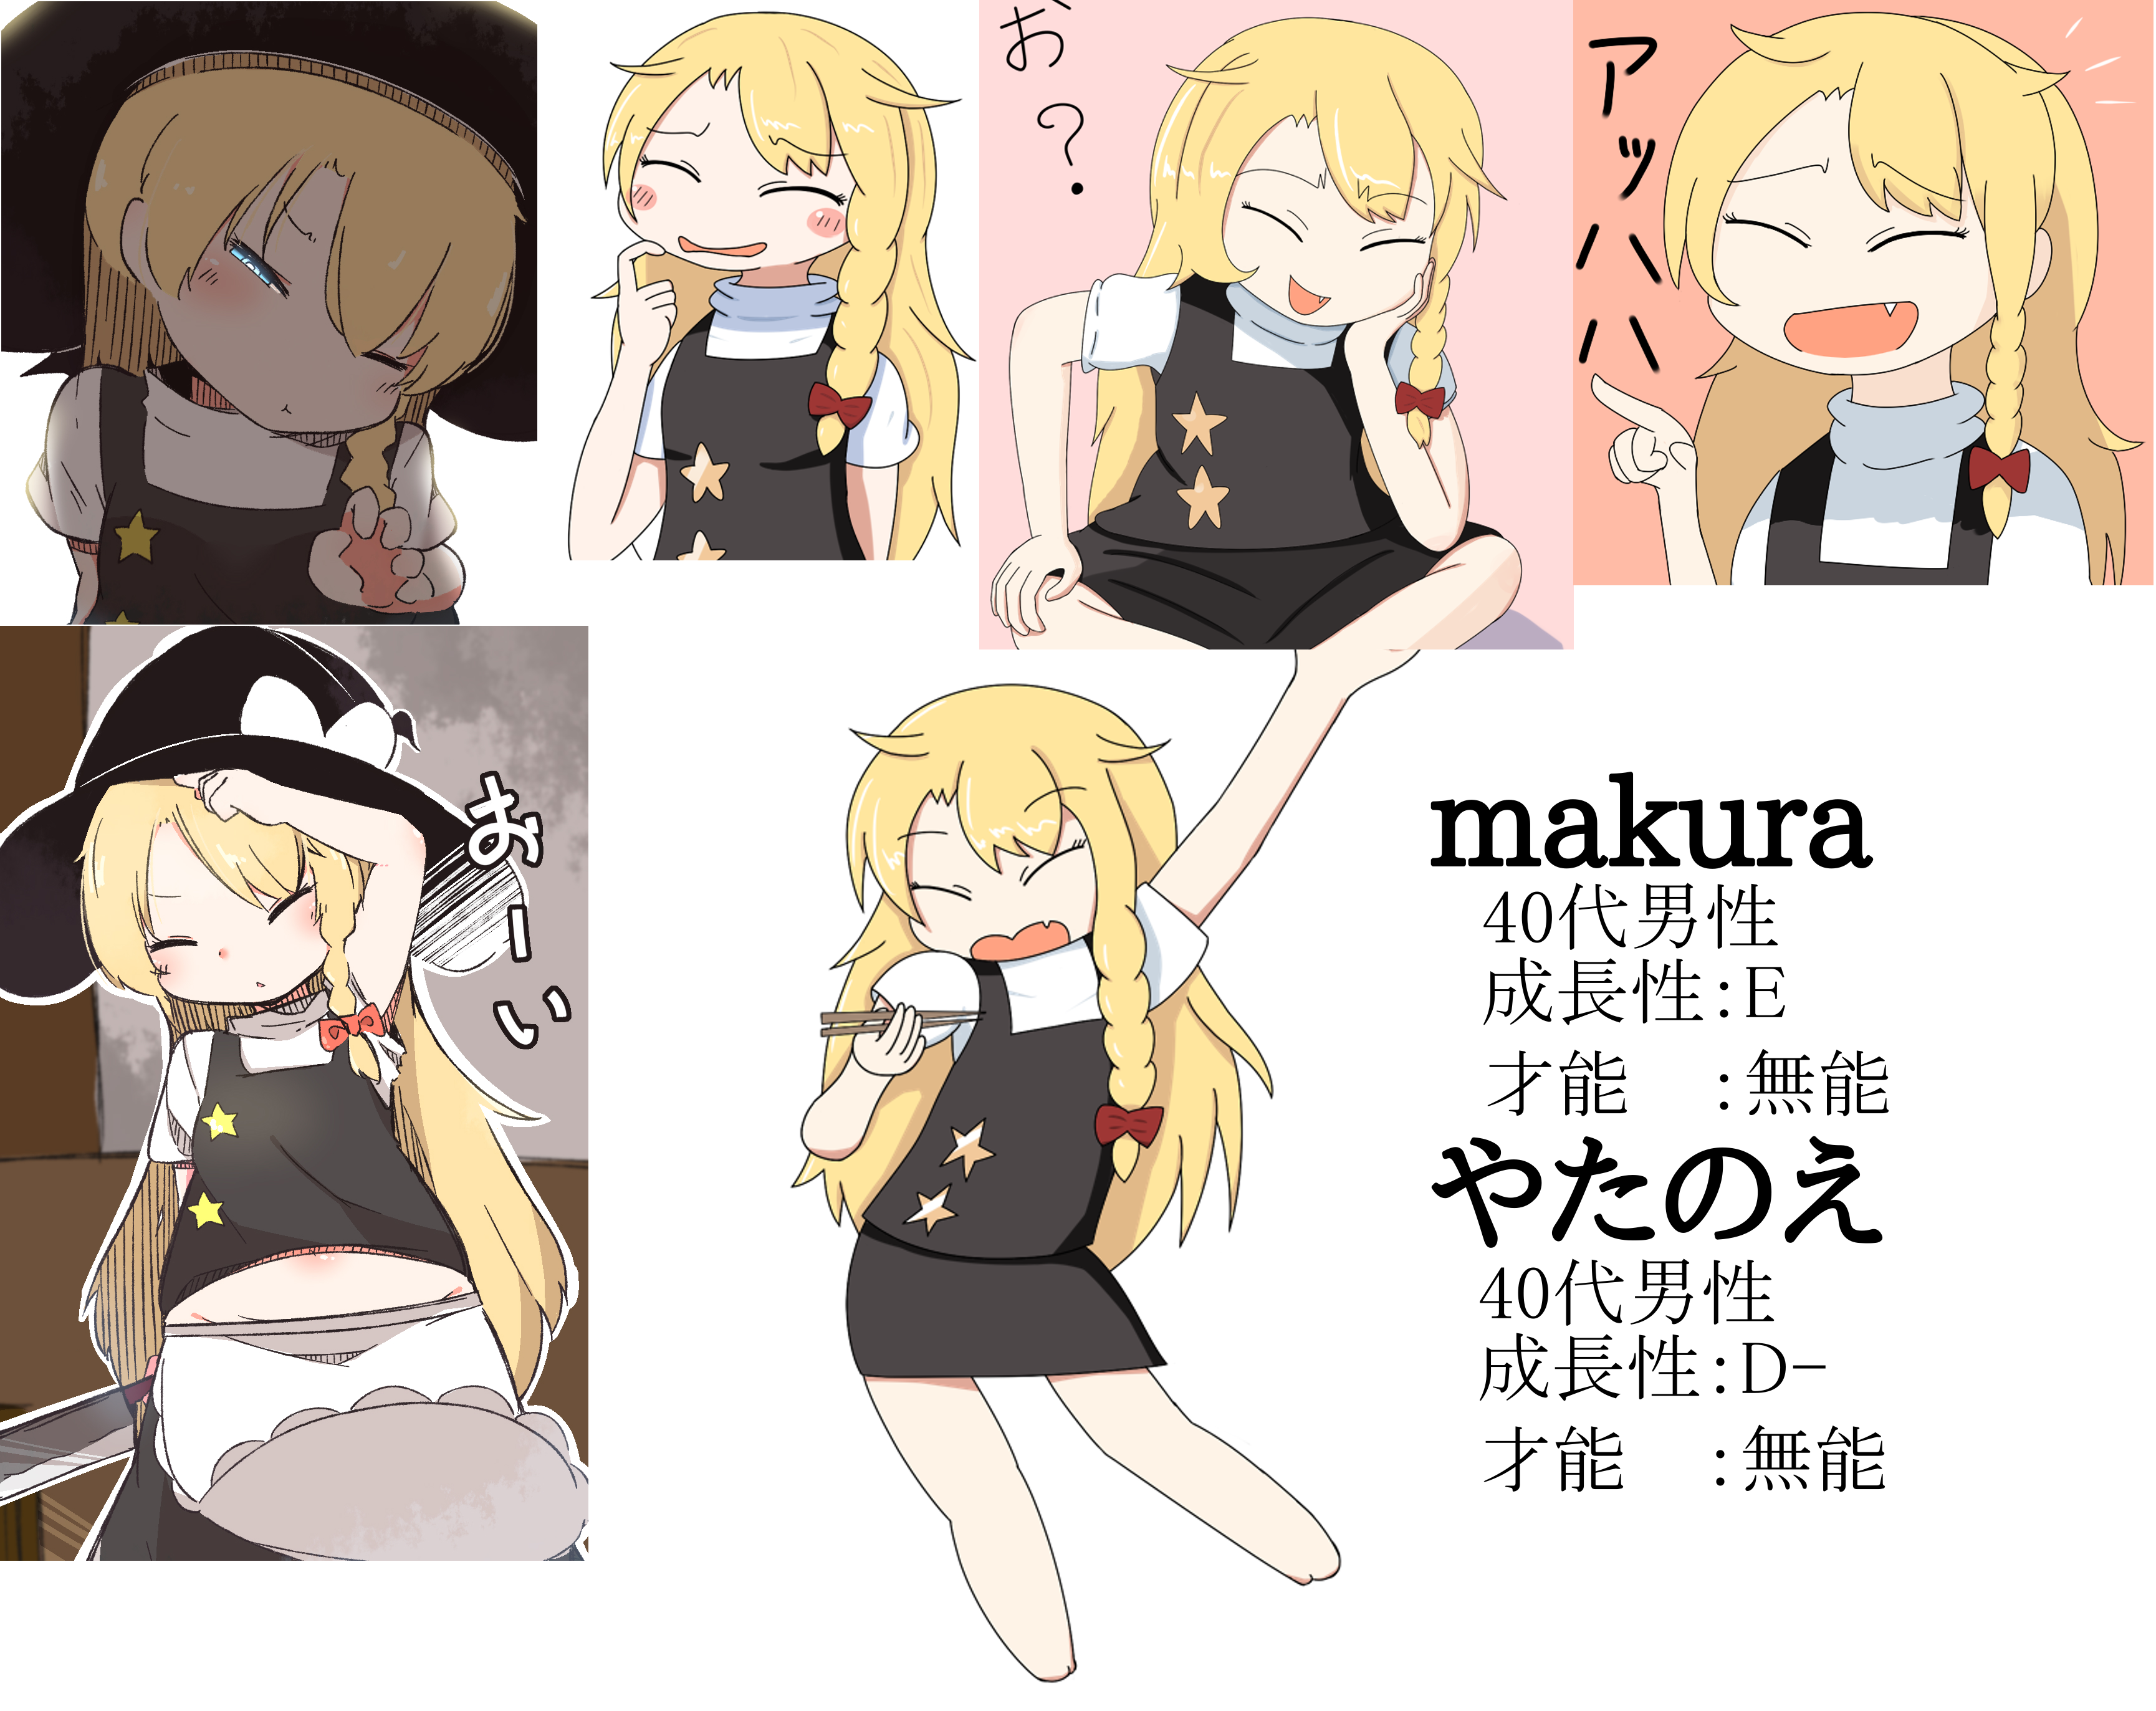 お?
アッハハ
おーい
makura
40代男性
成長性:E
才能　:無能
やたのえ
40代男性
成長性:D-
才能　:無能